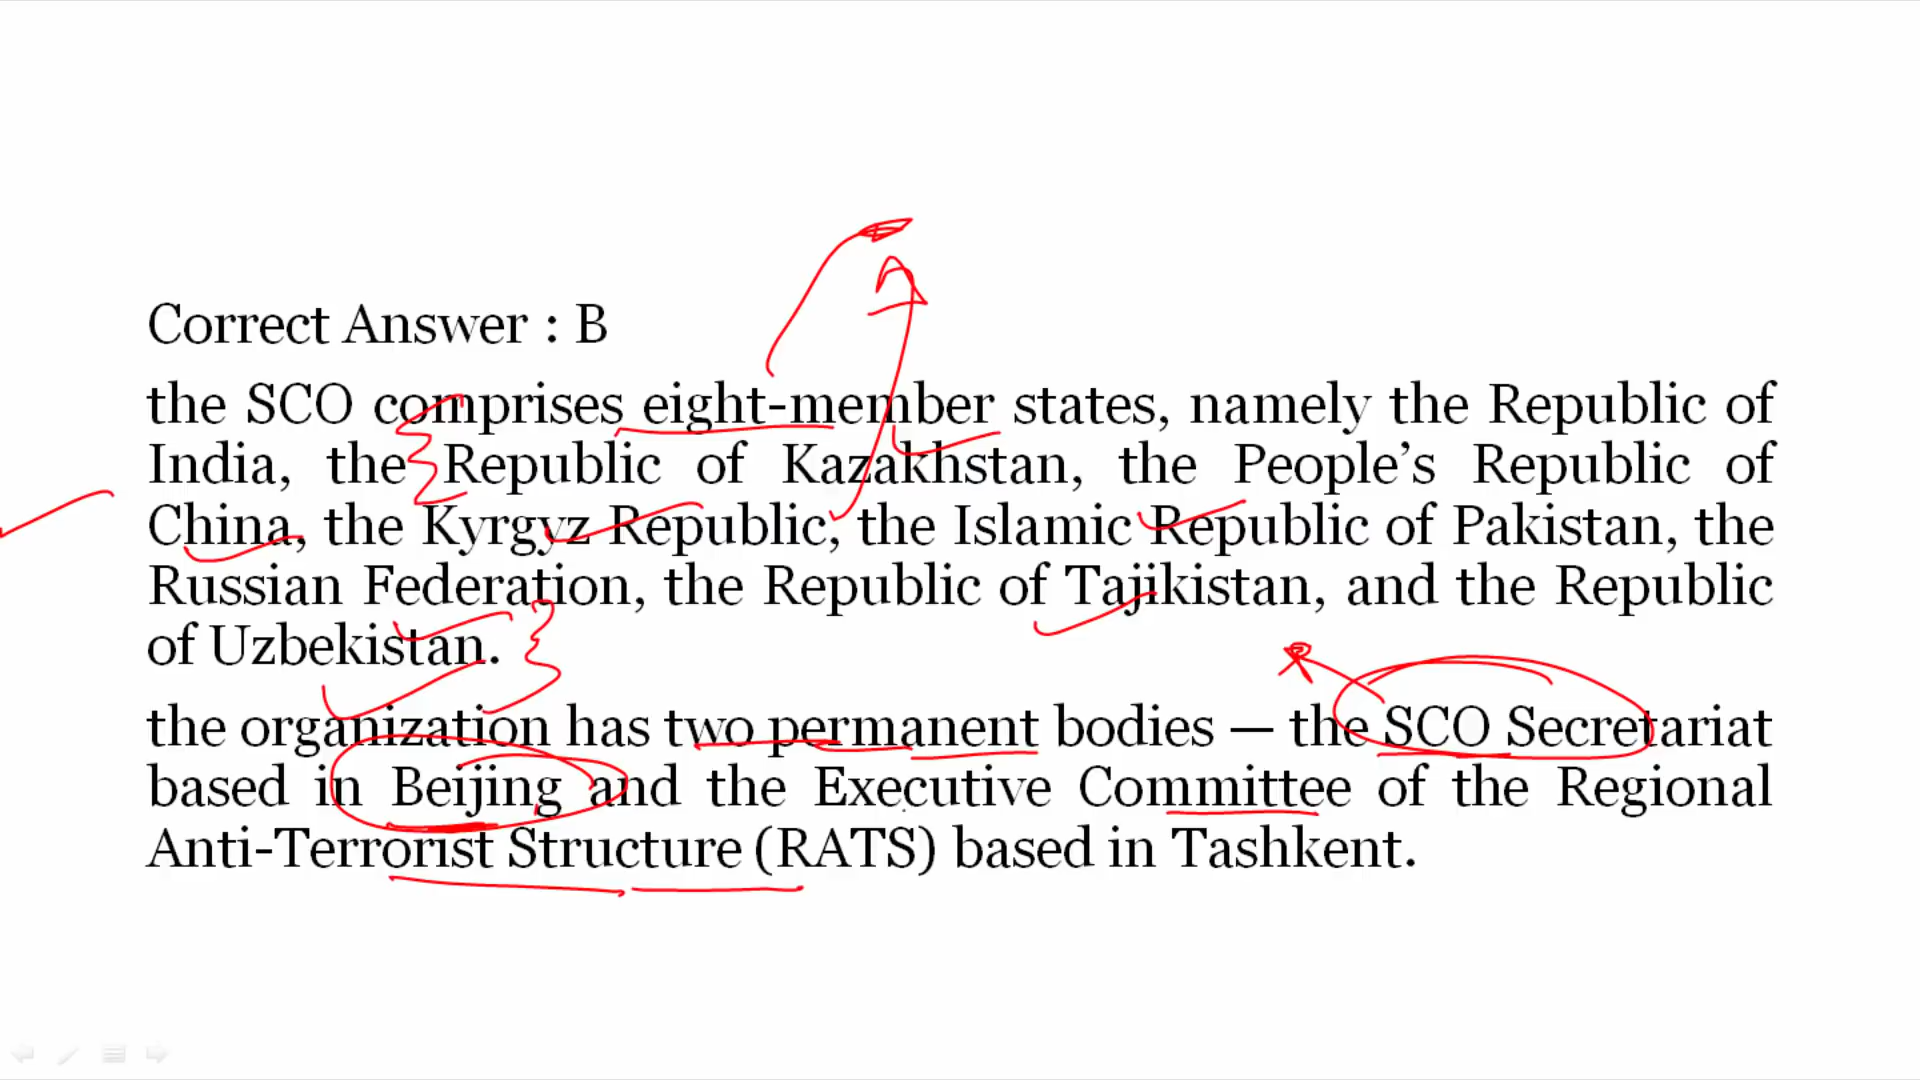 Correct Answer : B
the SCO comprises eight-member states, namely the Republic of
India, the Republic of Kazakhstan, the People’s Republic of
China, the Kyrgyz Republic, the Islamic Republic of Pakistan, the
Russian Federation, the Republic of Tajikistan, and the Republic
of Uzbekistan.
the organization has two permanent bodies — the SCO Secretariat
based in Beijing and the Executive Committee of the Regional
Anti-Terrorist Structure (RATS) based in Tashkent.